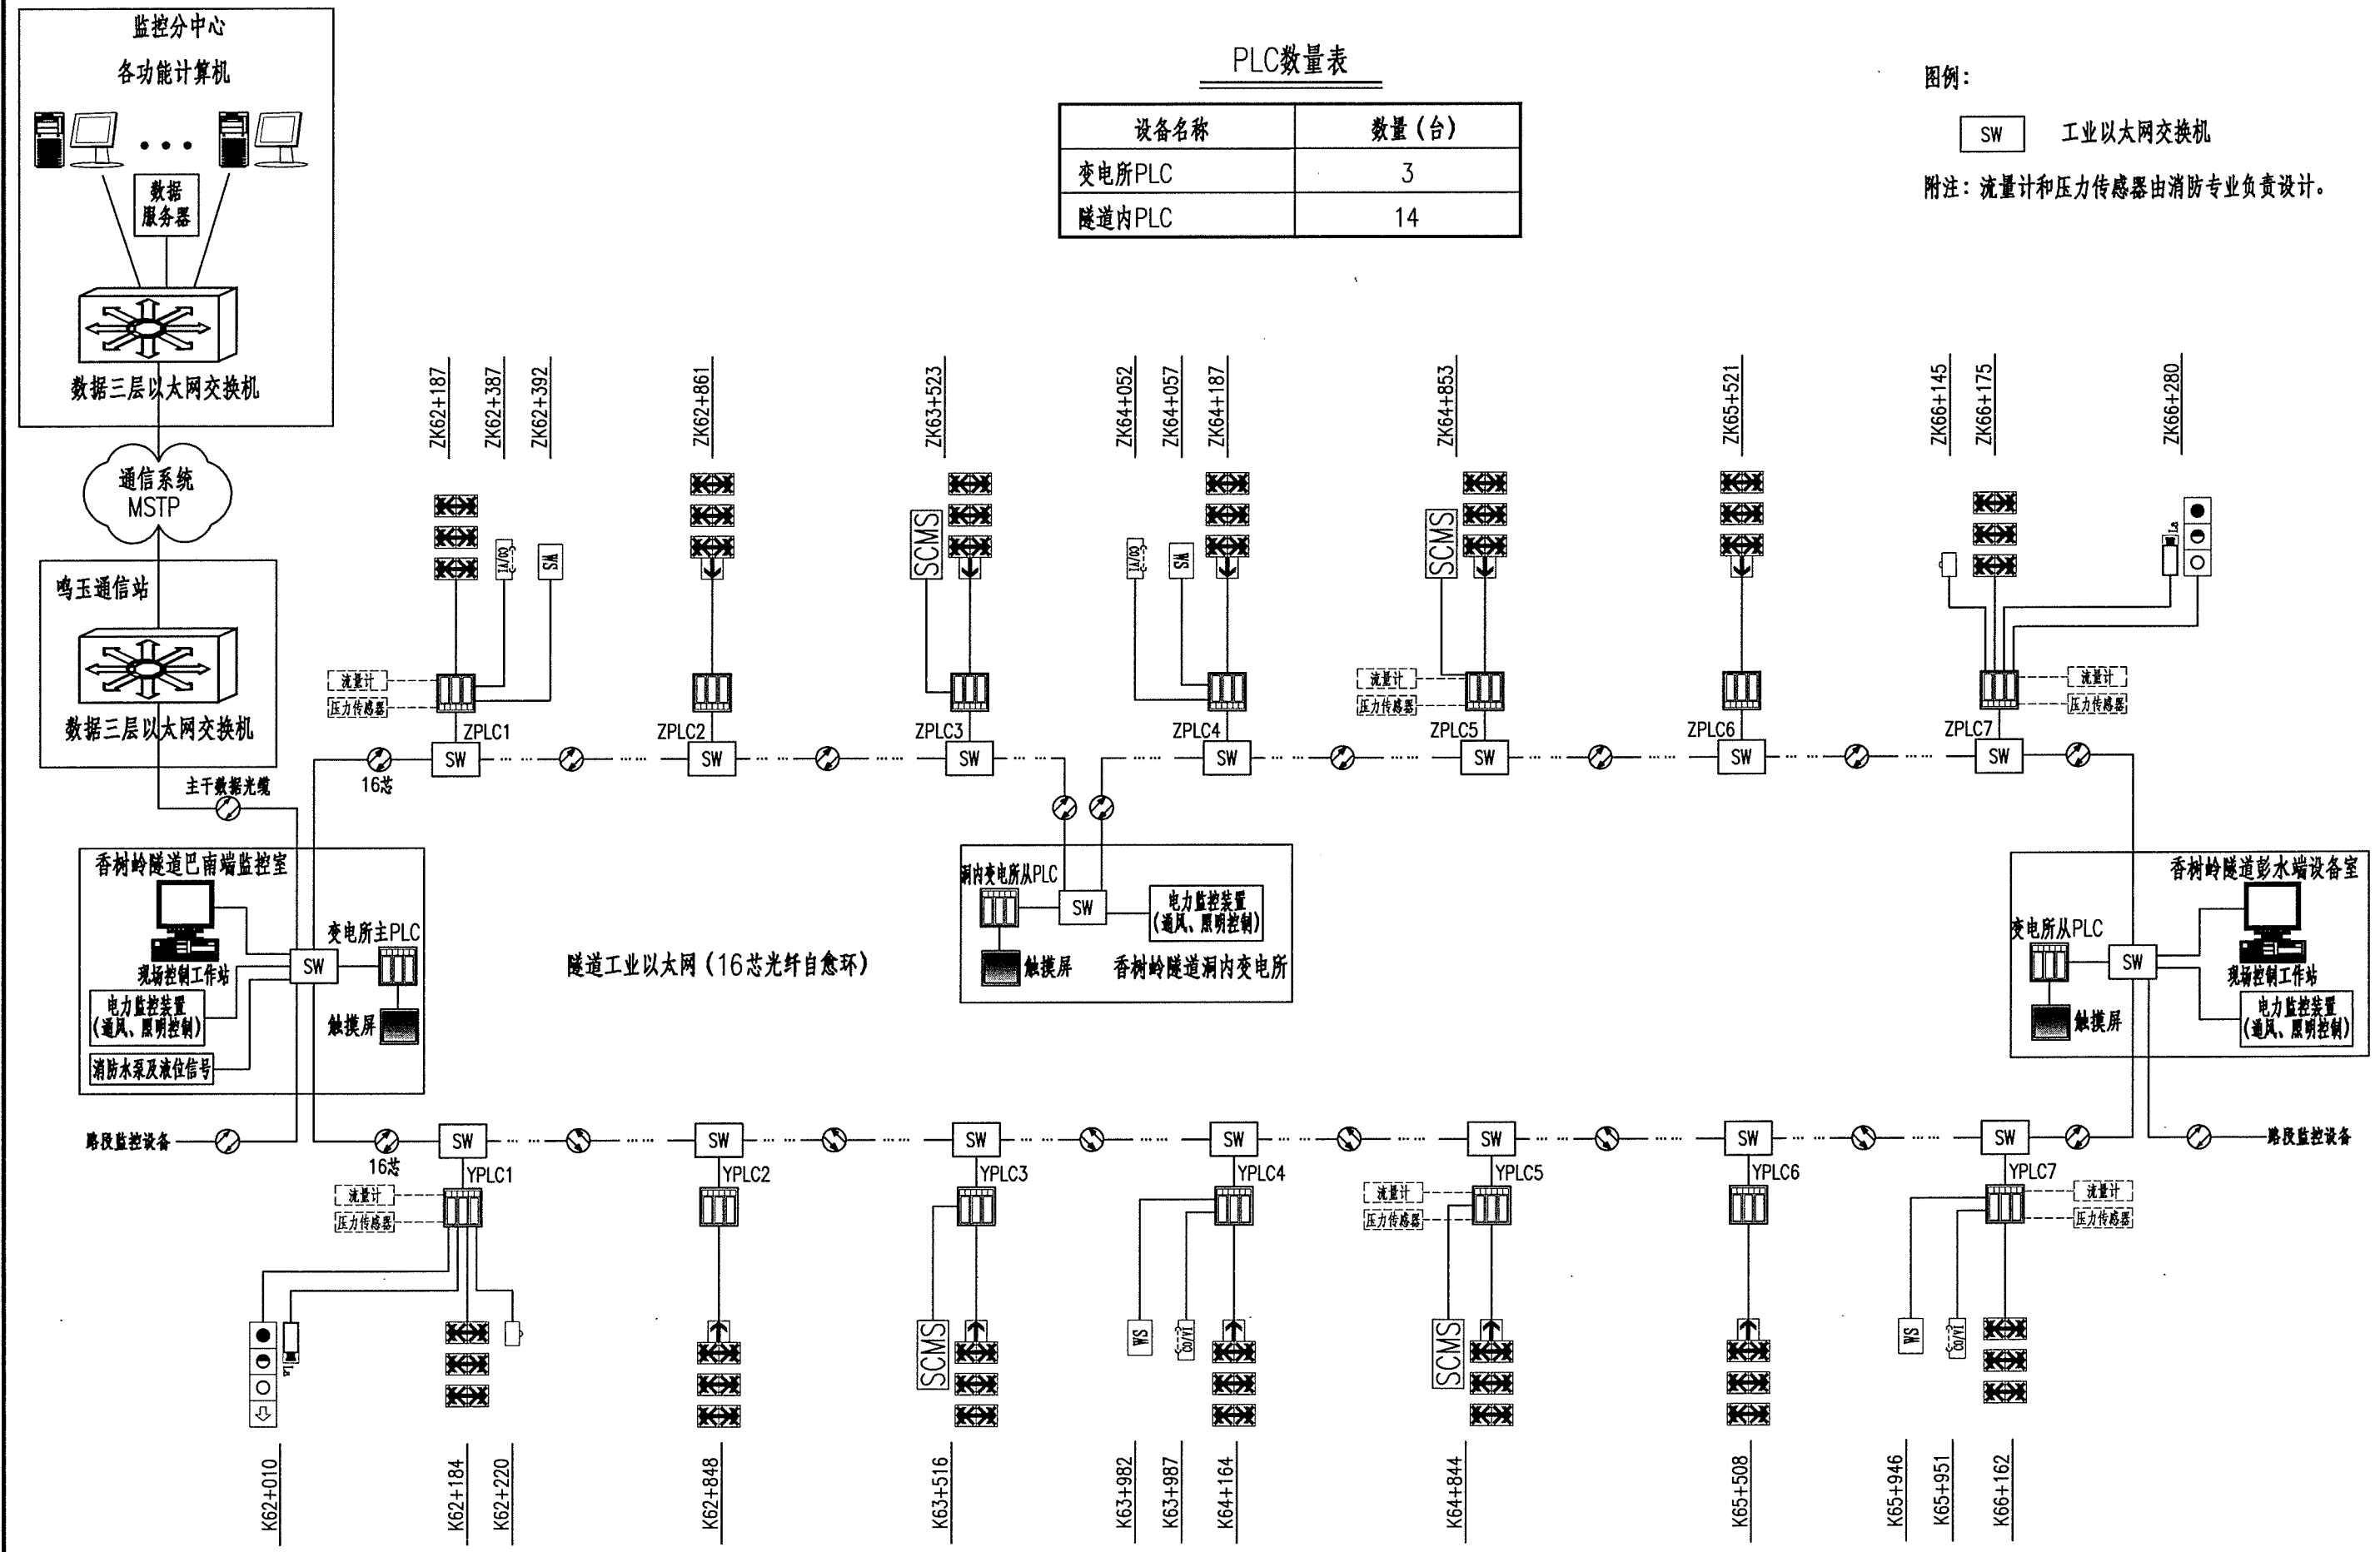 监控分中心
各功能计算机
数据
服务器
数据三层以太网交换机
通信系统
MSTP
鸣玉通信站
数据三层以太网交换机
主干数据光缆
PLC数量表
设备名称 数量（台）
变电所PLC 3
隧道内PLC 14
图例：
SW 工业以太网交换机
附注：流量计和压力传感器由消防专业负责设计。
ZK62+187 ZK62+387 ZK62+392 ZK62+861 ZK63+523 ZK64+052 ZK64+057 ZK64+187 ZK64+853 ZK65+521 ZK66+145 ZK66+175 ZK66+280
CO/VI WS SCMS CO/VI WS SCMS La
流量计 流量计 流量计
压力传感器 压力传感器 压力传感器
ZPLC1 ZPLC2 ZPLC3 ZPLC4 ZPLC5 ZPLC6 ZPLC7
SW SW SW SW SW SW SW
16芯
香树岭隧道巴南端监控室
变电所主PLC
SW
现场控制工作站
电力监控装置
（通风、照明控制）
触摸屏
消防水泵及液位信号
隧道工业以太网（16芯光纤自愈环）
洞内变电所从PLC
SW
电力监控装置
（通风、照明控制）
触摸屏
香树岭隧道洞内变电所
香树岭隧道彭水端设备室
变电所从PLC
SW
现场控制工作站
触摸屏
电力监控装置
（通风、照明控制）
路段监控设备 路段监控设备
SW SW SW SW SW SW SW
16芯
YPLC1 YPLC2 YPLC3 YPLC4 YPLC5 YPLC6 YPLC7
流量计 流量计 流量计
压力传感器 压力传感器 压力传感器
La SCMS WS CO/VI SCMS WS CO/VI
K62+010 K62+184 K62+220 K62+848 K63+516 K63+982 K63+987 K64+164 K64+844 K65+508 K65+946 K65+951 K66+162